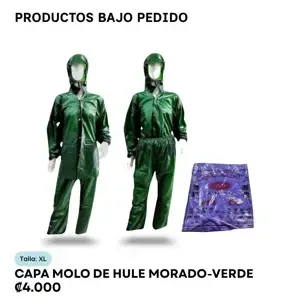 PRODUCTOS BAJO PEDIDO
Talla: XL
CAPA MOLO DE HULE MORADO-VERDE
₡4.000